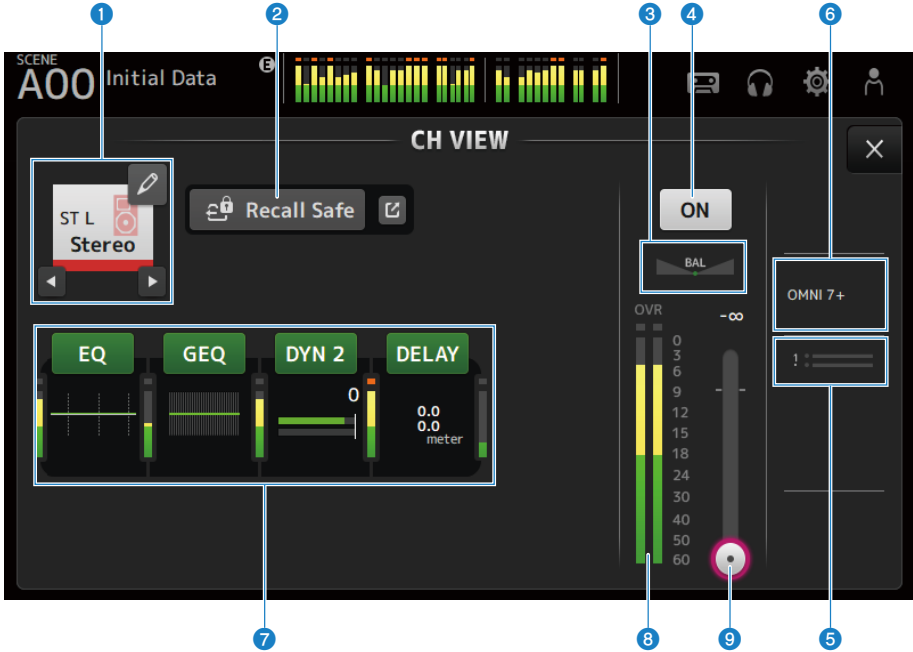 1 2 3 4 6
SCENE
A00 Initial Data E
CH VIEW
ST L
Stereo
Recall Safe
ON
BAL
OMNI 7+
OVR
-∞
0
3
6
9
12
15
18
24
30
40
50
60
!
EQ GEQ DYN 2 DELAY
0
0.0
0.0
meter
7 8 9 5